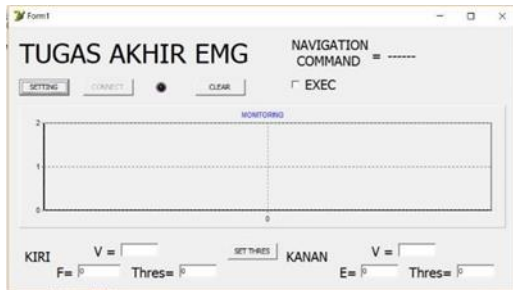 Form1
TUGAS AKHIR EMG
NAVIGATION
COMMAND = ------
SETTING CONNECT CLEAR EXEC
MONITORING
2
1
0
0
KIRI V = SET THRES KANAN V =
F= 0 Thres= 0 E= 0 Thres= 0